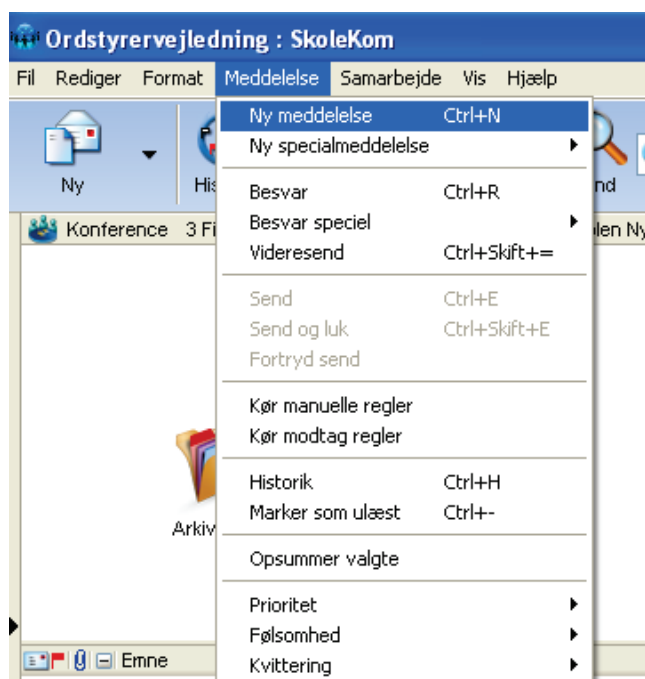 Ordstyrervejledning : SkoleKom
Fil Rediger Format Meddelelse Samarbejde Vis Hjælp
Ny meddelelse Ctrl+N
Ny specialmeddelelse
Ny
Besvar Ctrl+R
Besvar speciel
Konference
Videresend Ctrl+Skift+=
Send Ctrl+E
Send og luk Ctrl+Skift+E
Fortryd send
Kør manuelle regler
Kør modtag regler
Historik Ctrl+H
Marker som ulæst Ctrl+-
Opsummer valgte
Prioritet
Følsomhed
Emne
Kvittering